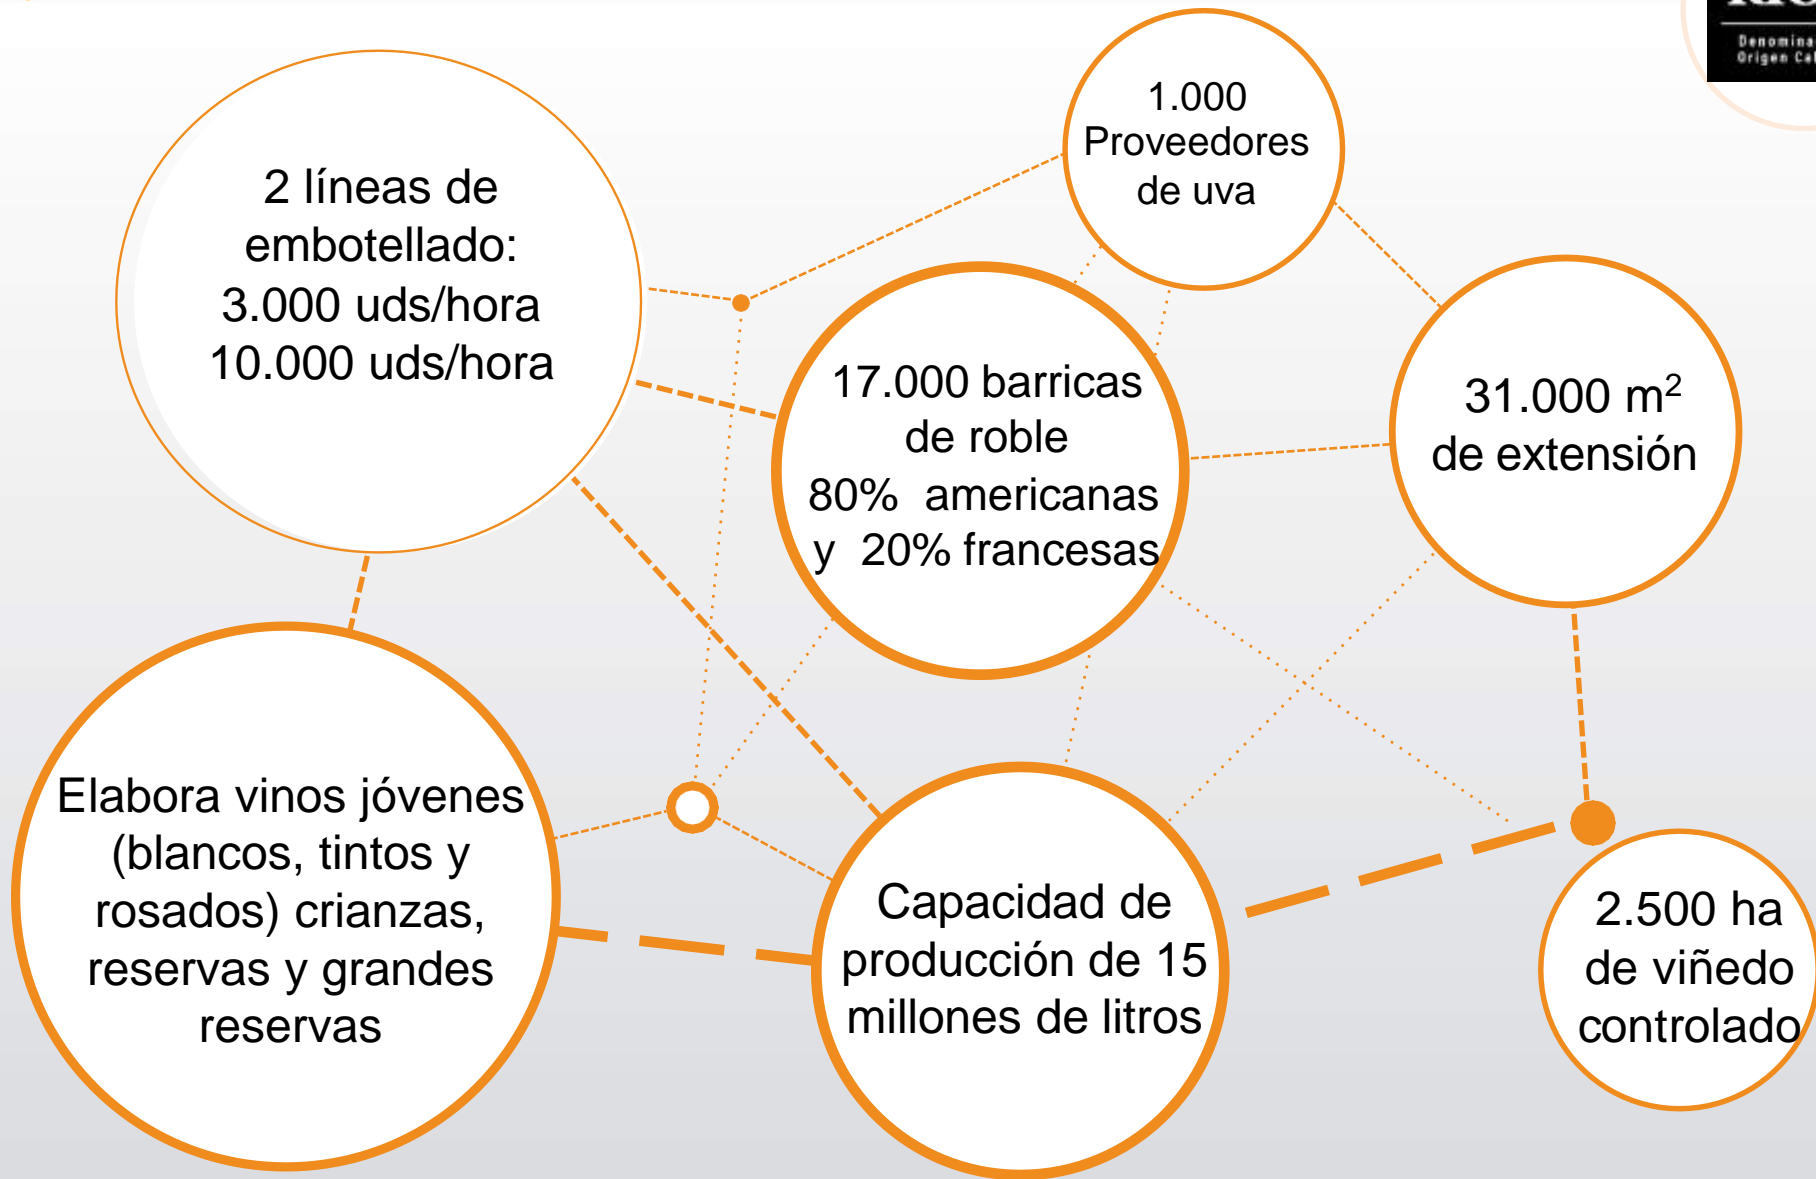 Denomina
Origen Cal
1.000
Proveedores
de uva
2 líneas de
embotellado:
3.000 uds/hora
10.000 uds/hora
17.000 barricas
de roble
80% americanas
y 20% francesas
31.000 m²
de extensión
Elabora vinos jóvenes
(blancos, tintos y
rosados) crianzas,
reservas y grandes
reservas
Capacidad de
producción de 15
millones de litros
2.500 ha
de viñedo
controlado